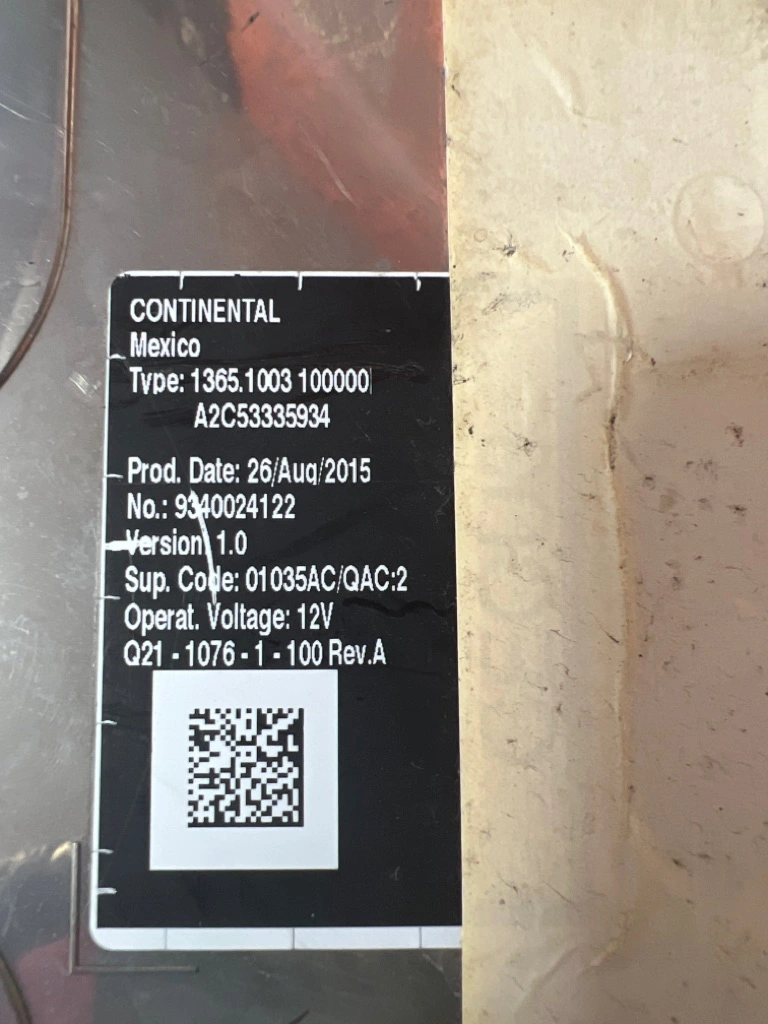 CONTINENTAL
Mexico
Type: 1365.1003 100000
A2C53335934
Prod. Date: 26/Aug/2015
No.: 9340024122
Version 1.0
Sup. Code: 01035AC/QAC:2
Operat. Voltage: 12V
Q21 - 1076 - 1 - 100 Rev.A